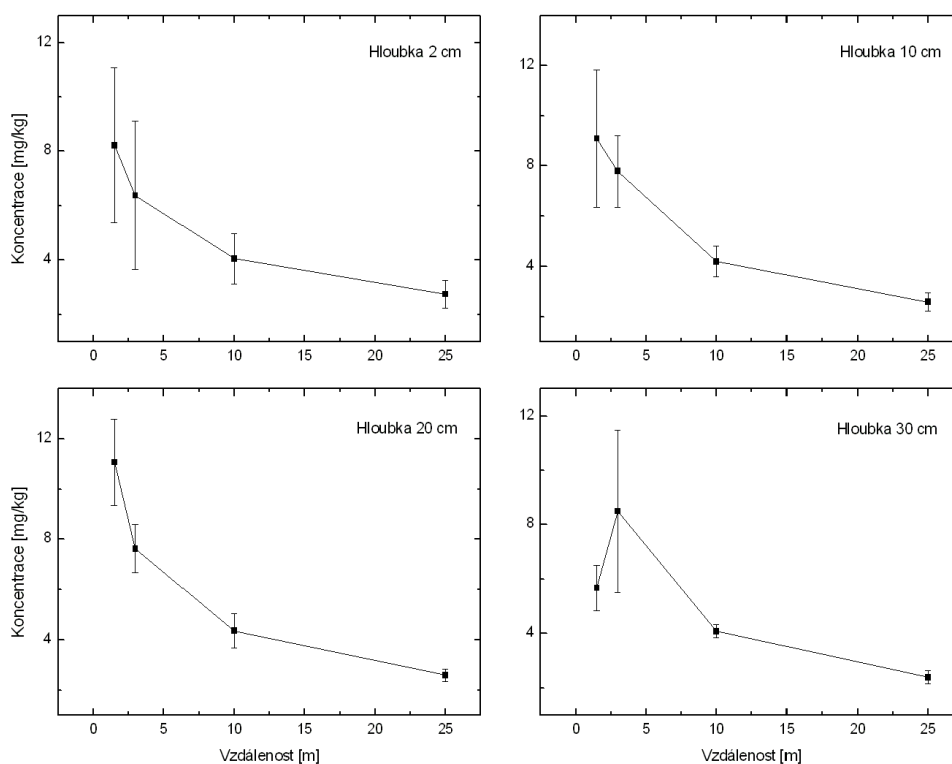 Hloubka 2 cm
Koncentrace [mg/kg]
12
8
4
0 5 10 15 20 25
Hloubka 10 cm
12
8
4
0 5 10 15 20 25
Hloubka 20 cm
Koncentrace [mg/kg]
12
8
4
0 5 10 15 20 25
Vzdálenost [m]
Hloubka 30 cm
12
8
4
0 5 10 15 20 25
Vzdálenost [m]